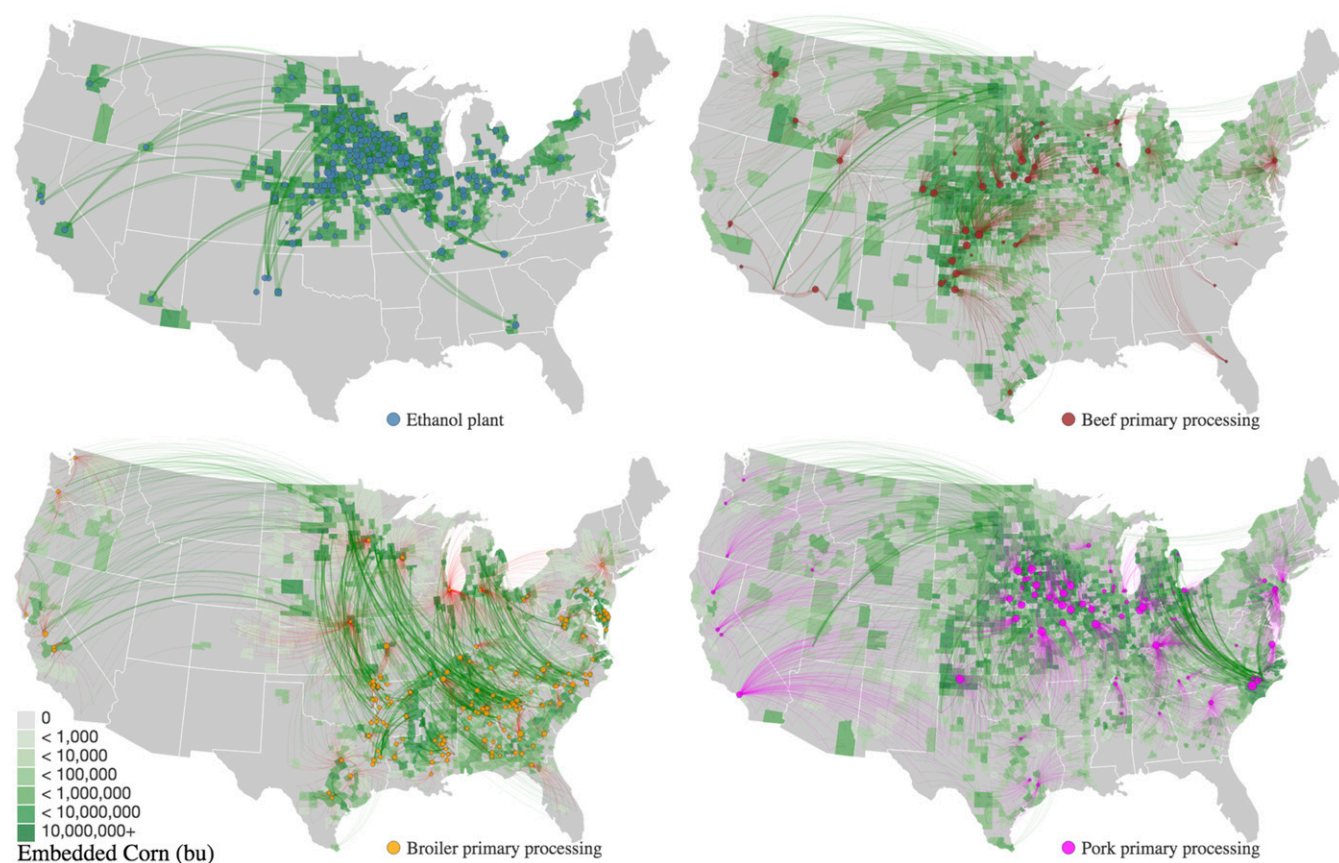 Ethanol plant
Beef primary processing
0
< 1,000
< 10,000
< 100,000
< 1,000,000
< 10,000,000
10,000,000+
Embedded Corn (bu)
Broiler primary processing
Pork primary processing